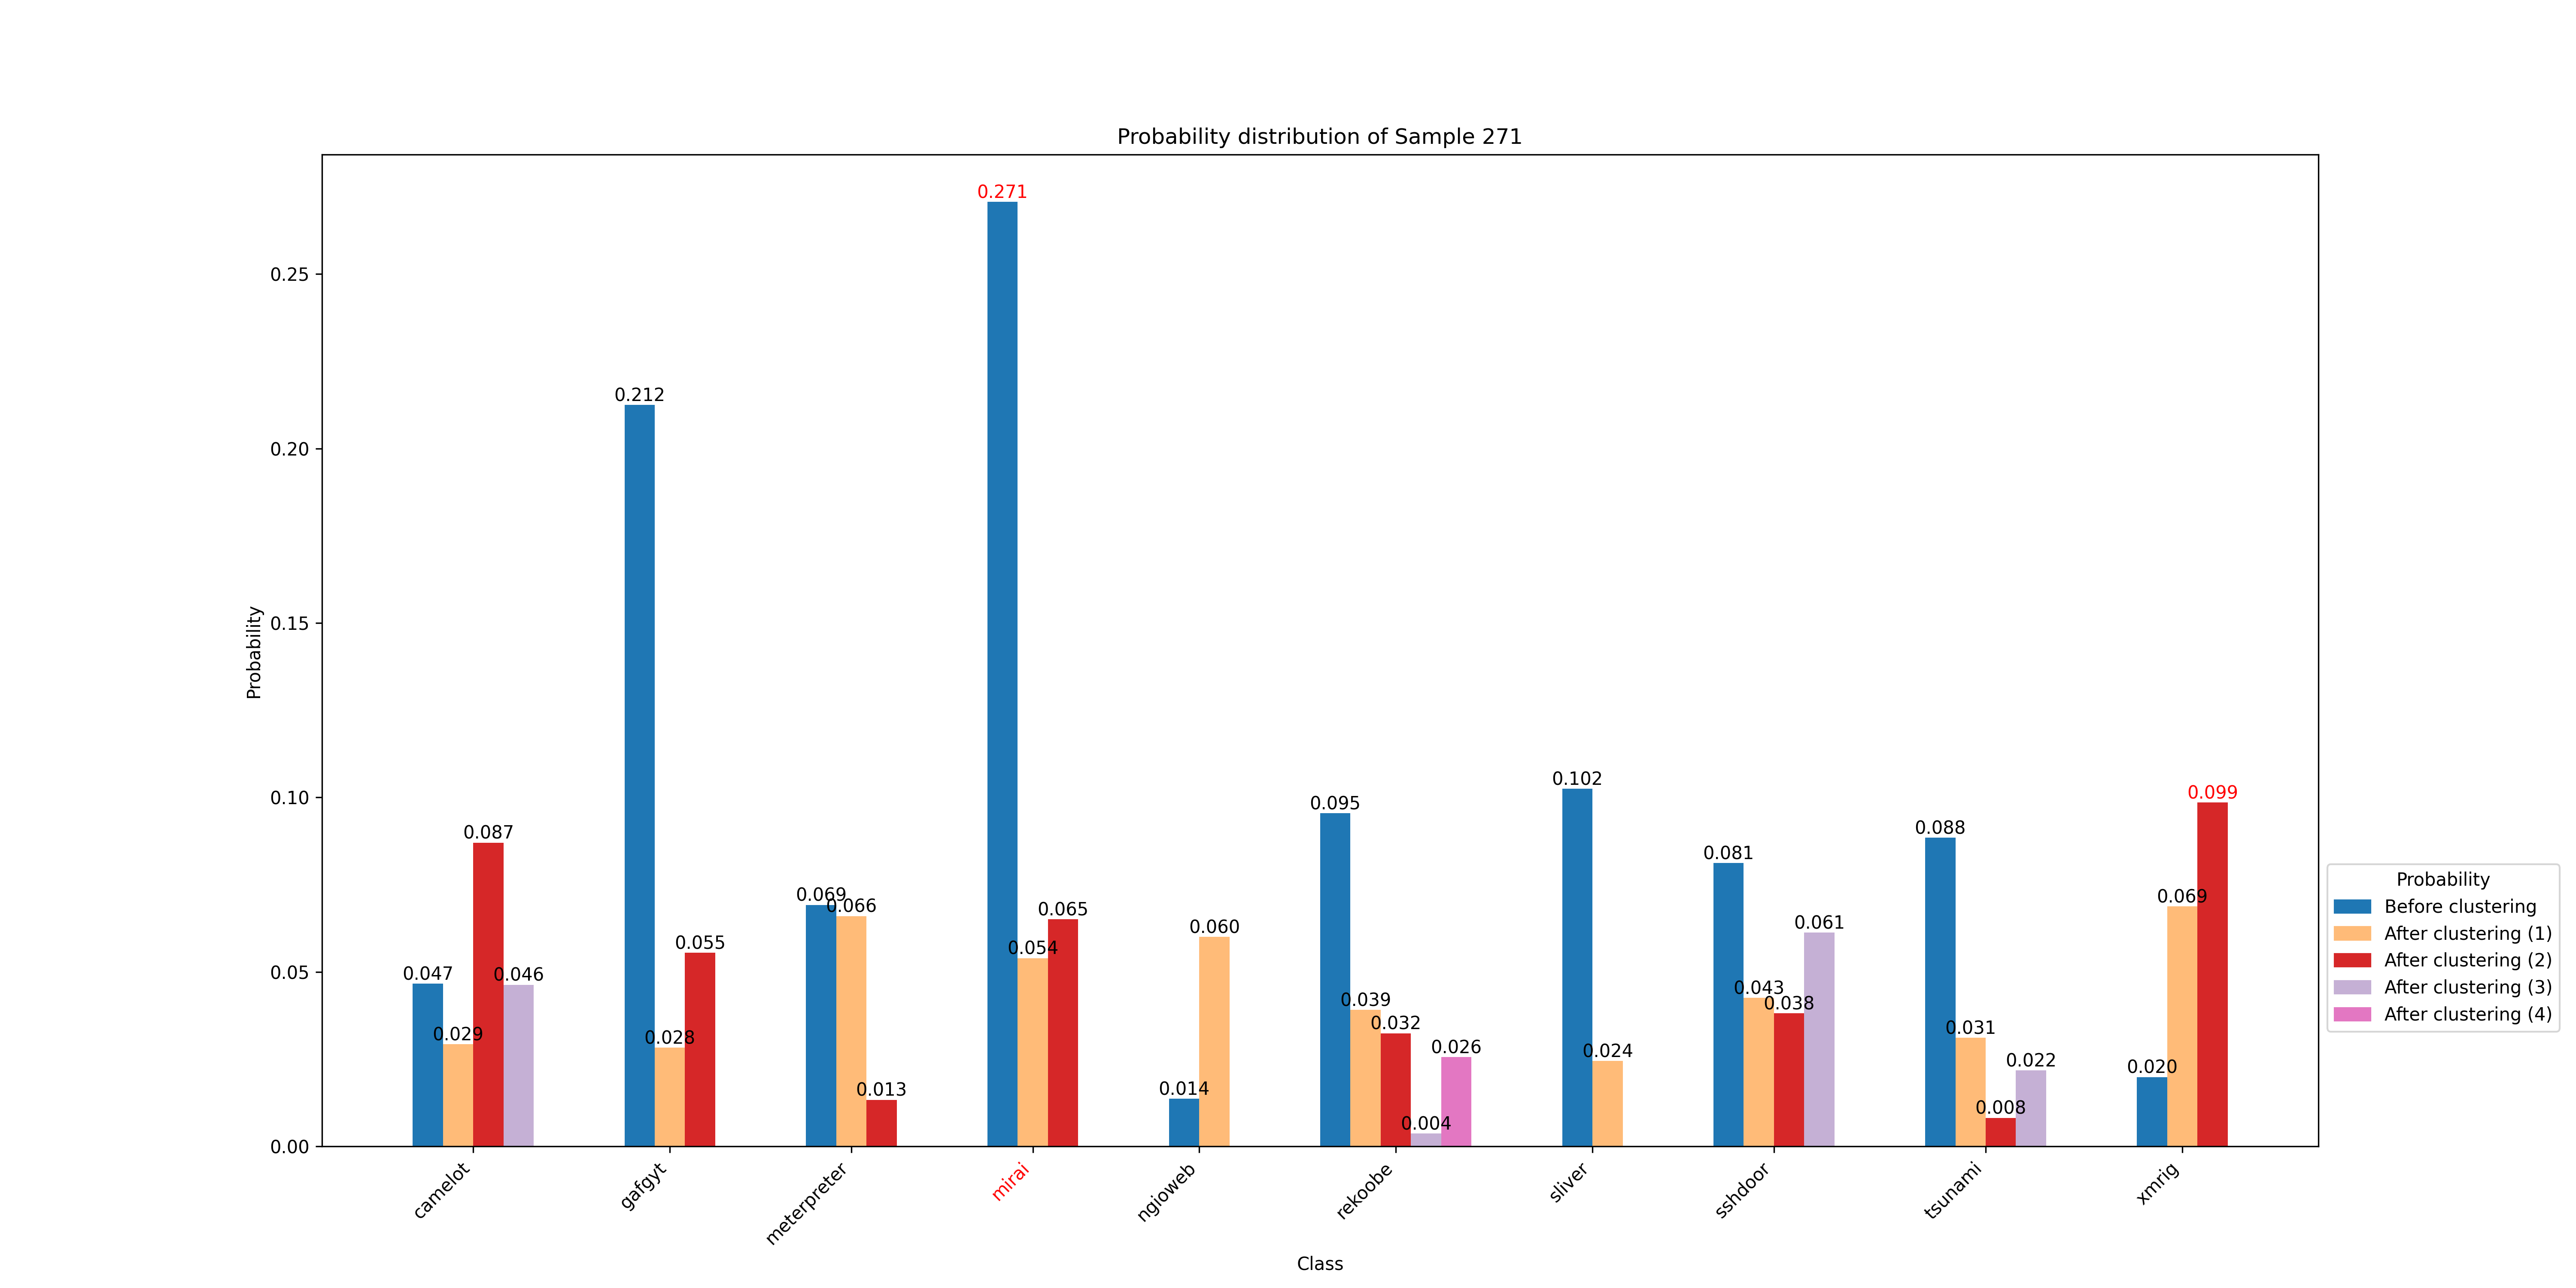 Probability distribution of Sample 271
Probability
0.25
0.20
0.15
0.10
0.05
0.00
0.047
0.029
0.087
0.046
0.212
0.028
0.055
0.069
0.066
0.013
0.271
0.054
0.065
0.014
0.060
0.095
0.039
0.032
0.004
0.026
0.102
0.024
0.081
0.043
0.038
0.061
0.088
0.031
0.008
0.022
0.020
0.069
0.099
camelot
gafgyt
meterpreter
mirai
ngioweb
rekoobe
sliver
sshdoor
tsunami
xmrig
Class
Probability
Before clustering
After clustering (1)
After clustering (2)
After clustering (3)
After clustering (4)